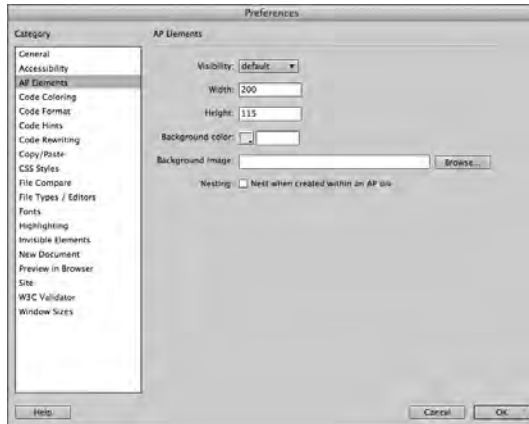 Preferences
Category
AP Elements
General
Accessibility
AP Elements
Code Coloring
Code Format
Code Hints
Code Rewriting
Copy/Paste
CSS Styles
File Compare
File Types / Editors
Fonts
Highlighting
Invisible Elements
New Document
Preview in Browser
Site
W3C Validator
Window Sizes
Visibility: default
Width: 200
Height: 115
Background color:
Background image: Browse...
Nesting: Nest when created within an AP div
Help
Cancel OK